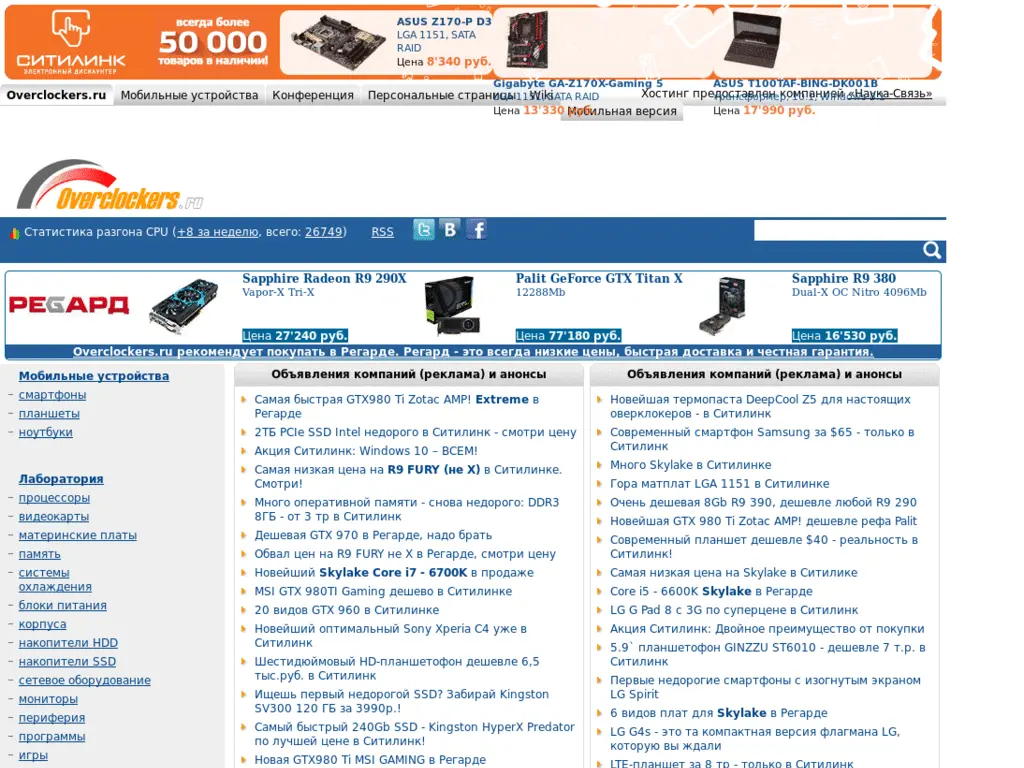 СИТИЛИНК
ЭЛЕКТРОННЫЙ ДИСКАУНТЕР
всегда более
50 000
товаров в наличии!
ASUS Z170-P D3
LGA 1151, SATA
RAID
Цена 8'340 руб.
Gigabyte GA-Z170X-Gaming 5
LGA 1151, SATA RAID
Цена 13'330 руб.
ASUS T100TAF-BING-DK001B
Цена 17'990 руб.
Overclockers.ru
Мобильные устройства
Конференция
Персональные страницы
Wiki
Хостинг предоставлен компанией «Наука-Связь»
Мобильная версия
Overclockers.ru
Статистика разгона CPU (+8 за неделю, всего: 26749)
RSS
РЕГАРД
Sapphire Radeon R9 290X
Vapor-X Tri-X
Цена 27'240 руб.
Palit GeForce GTX Titan X
12288Mb
Цена 77'180 руб.
Sapphire R9 380
Dual-X OC Nitro 4096Mb
Цена 16'530 руб.
Overclockers.ru рекомендует покупать в Регарде. Регард - это всегда низкие цены, быстрая доставка и честная гарантия.
Мобильные устройства
смартфоны
планшеты
ноутбуки
Лаборатория
процессоры
видеокарты
материнские платы
память
системы
охлаждения
блоки питания
корпуса
накопители HDD
накопители SSD
сетевое оборудование
мониторы
периферия
программы
игры
Объявления компаний (реклама) и анонсы
Самая быстрая GTX980 Ti Zotac AMP! Extreme в
Регарде
2ТБ PCIe SSD Intel недорого в Ситилинк - смотри цену
Акция Ситилинк: Windows 10 – ВСЕМ!
Самая низкая цена на R9 FURY (не X) в Ситилинке.
Смотри!
Много оперативной памяти - снова недорого: DDR3
8ГБ - от 3 тр в Ситилинк
Дешевая GTX 970 в Регарде, надо брать
Обвал цен на R9 FURY не X в Регарде, смотри цену
Новейший Skylake Core i7 - 6700K в продаже
MSI GTX 980TI Gaming дешево в Ситилинке
20 видов GTX 960 в Ситилинке
Новейший оптимальный Sony Xperia C4 уже в
Ситилинк
Шестидюймовый HD-планшетофон дешевле 6,5
тыс.руб. в Ситилинк
Ищешь первый недорогой SSD? Забирай Kingston
SV300 120 ГБ за 3990р.!
Самый быстрый 240Gb SSD - Kingston HyperX Predator
по лучшей цене в Ситилинк!
Новая GTX980 Ti MSI GAMING в Регарде
Объявления компаний (реклама) и анонсы
Новейшая термопаста DeepCool Z5 для настоящих
оверклокеров - в Ситилинк
Современный смартфон Samsung за $65 - только в
Ситилинк
Много Skylake в Ситилинке
Гора матплат LGA 1151 в Ситилинке
Очень дешевая 8Gb R9 390, дешевле любой R9 290
Новейшая GTX 980 Ti Zotac AMP! дешевле рефа Palit
Современный планшет дешевле $40 - реальность в
Ситилинк!
Самая низкая цена на Skylake в Ситилике
Core i5 - 6600K Skylake в Регарде
LG G Pad 8 с 3G по суперцене в Ситилинк
Акция Ситилинк: Двойное преимущество от покупки
5.9` планшетофон GINZZU ST6010 - дешевле 7 т.р. в
Ситилинк
Первые недорогие смартфоны с изогнутым экраном
LG Spirit
6 видов плат для Skylake в Регарде
LG G4s - это та компактная версия флагмана LG,
которую вы ждали
LTE-планшет за 8 тр - только в Ситилинк